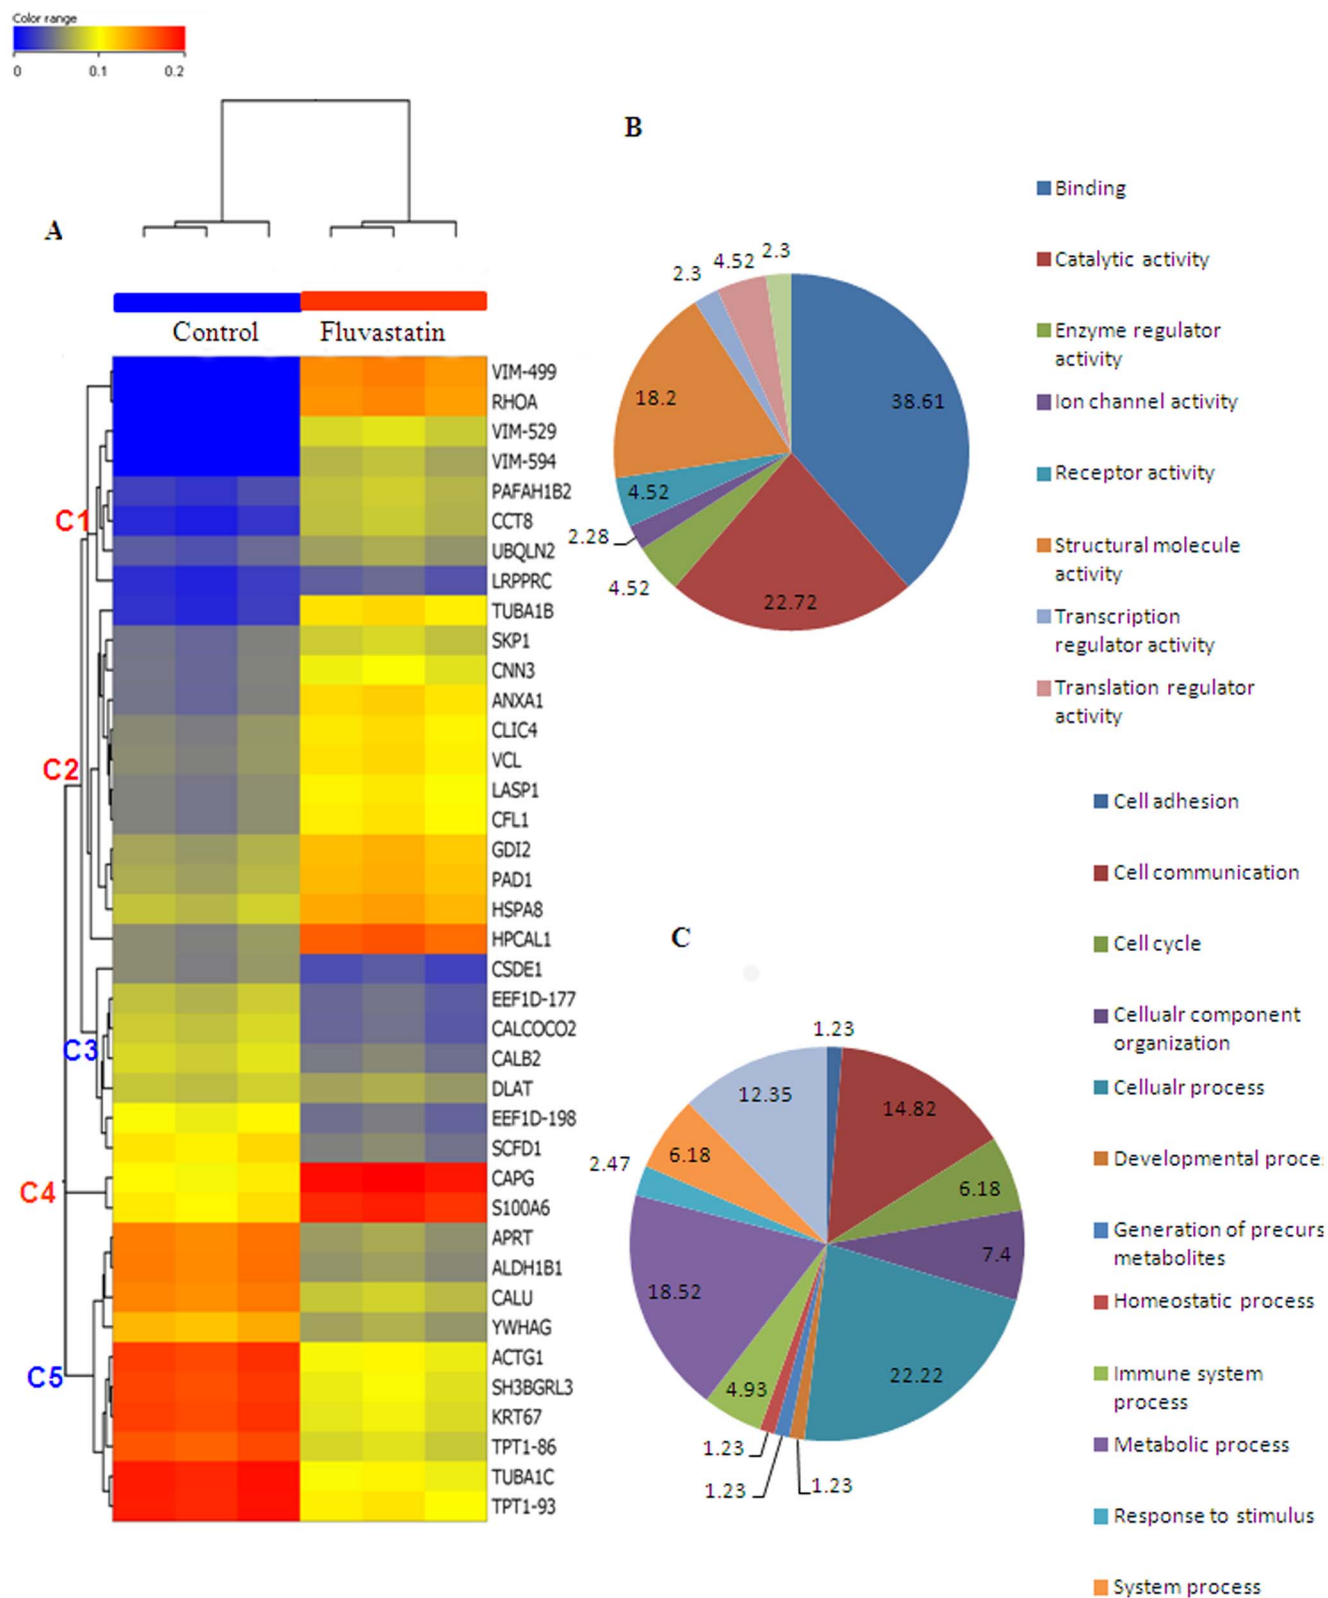 Color range
0 0.1 0.2
A
Control Fluvastatin
VIM-499
RHOA
VIM-529
VIM-594
PAFAH1B2
CCT8
UBQLN2
LRPPRC
TUBA1B
SKP1
CNN3
ANXA1
CLIC4
VCL
LASP1
CFL1
GDI2
PAD1
HSPA8
HPCAL1
CSDE1
EEF1D-177
CALCOCO2
CALB2
DLAT
EEF1D-198
SCFD1
CAPG
S100A6
APRT
ALDH1B1
CALU
YWHAG
ACTG1
SH3BGRL3
KRT67
TPT1-86
TUBA1C
TPT1-93
C1
C2
C3
C4
C5
B
2.3
4.52
2.3
38.61
18.2
4.52
2.28
4.52
22.72
Binding
Catalytic activity
Enzyme regulator
activity
Ion channel activity
Receptor activity
Structural molecule
activity
Transcription
regulator activity
Translation regulator
activity
C
1.23
12.35
14.82
6.18
2.47
6.18
7.4
18.52
22.22
4.93
1.23
1.23
1.23
Cell adhesion
Cell communication
Cell cycle
Cellualr component
organization
Cellualr process
Developmental proce
Generation of precurs
metabolites
Homeostatic process
Immune system
process
Metabolic process
Response to stimulus
System process